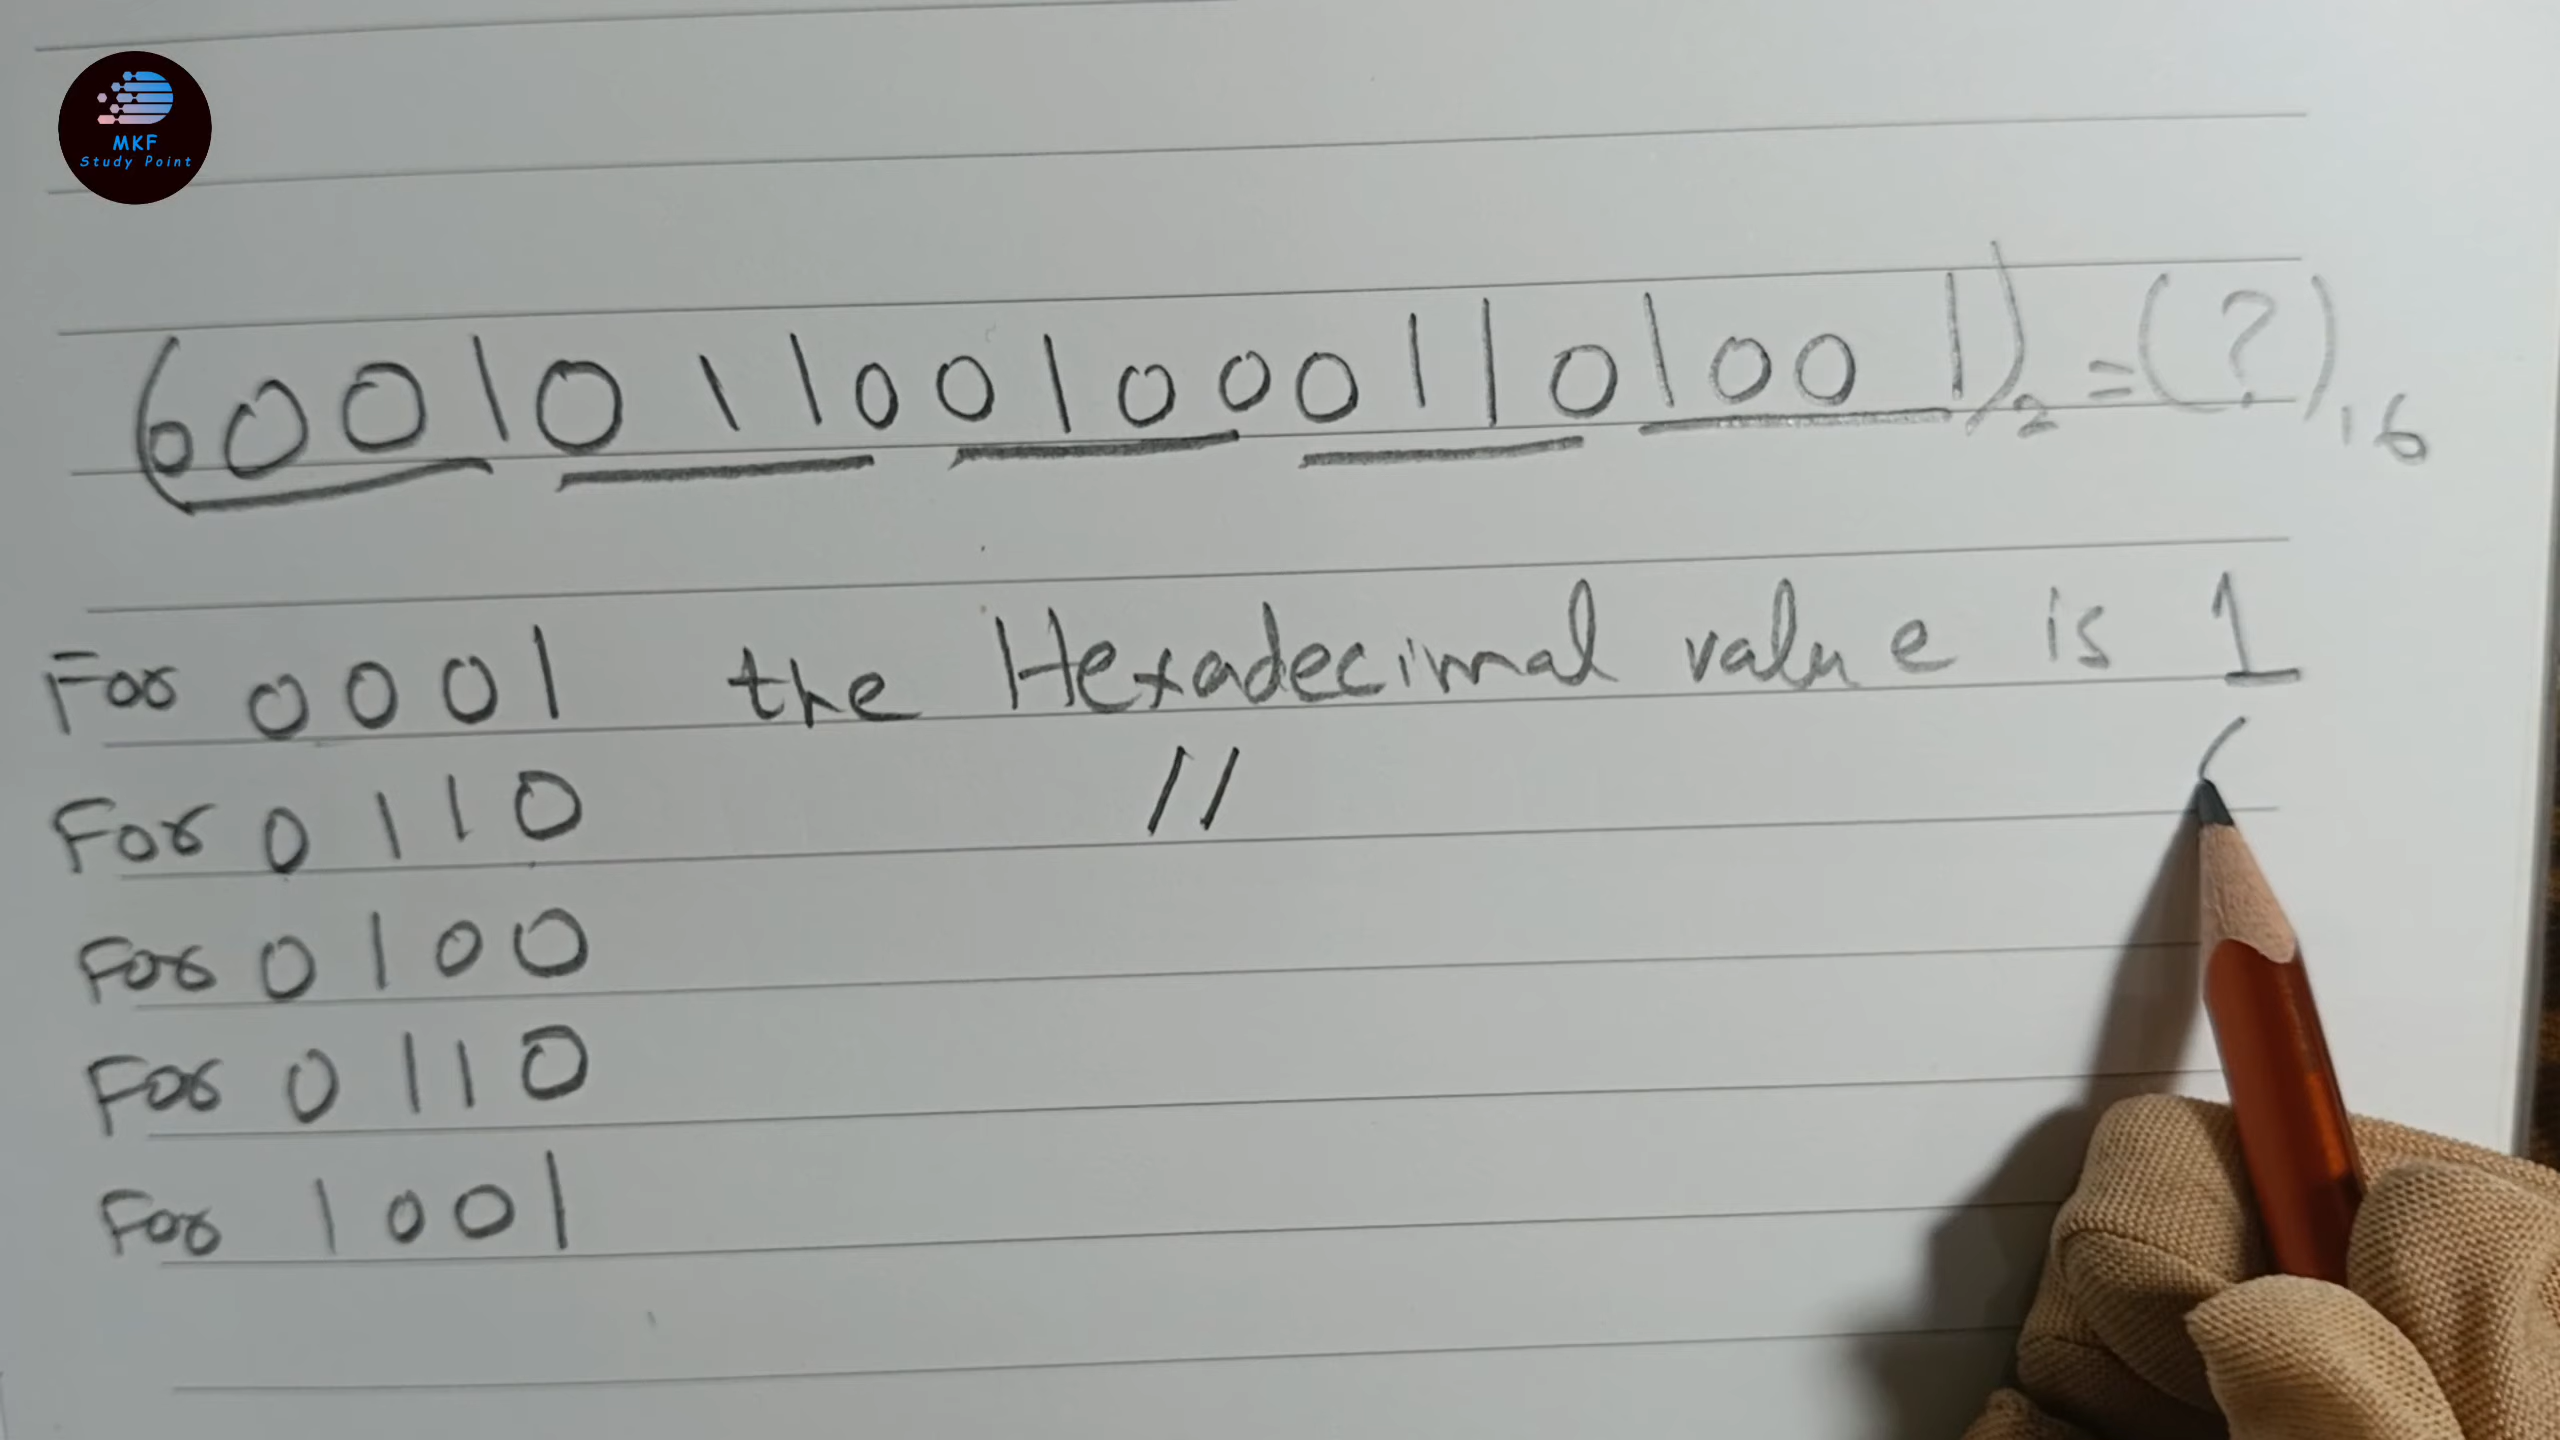 MKF
Study Point
(00010110010001101001)₂ = (?)₁₆
For 0001 the Hexadecimal value is 1
For 0110 〃
For 0100
For 0110
For 1001